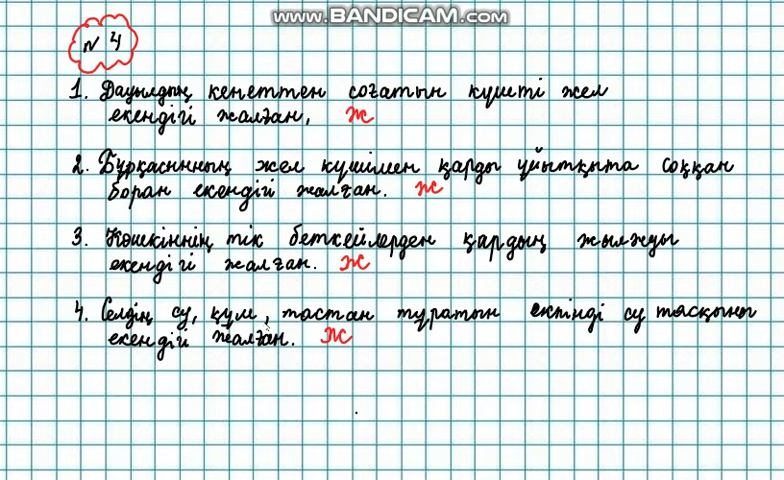 www.BANDICAM.com
№ 4
1. Дауылдың кенеттен соғатын күшті жел
екендігі жалған, ж
2. Бұрқасынның жел күшімен қарды ұйытқыта соққан
боран екендігі жалған. ж
3. Көшкіннің тік беткейлерден қардың жылжуы
екендігі жалған. ж
4. Селдің су, құм, тастан тұратын екпінді су тасқыны
екендігі жалған. ж